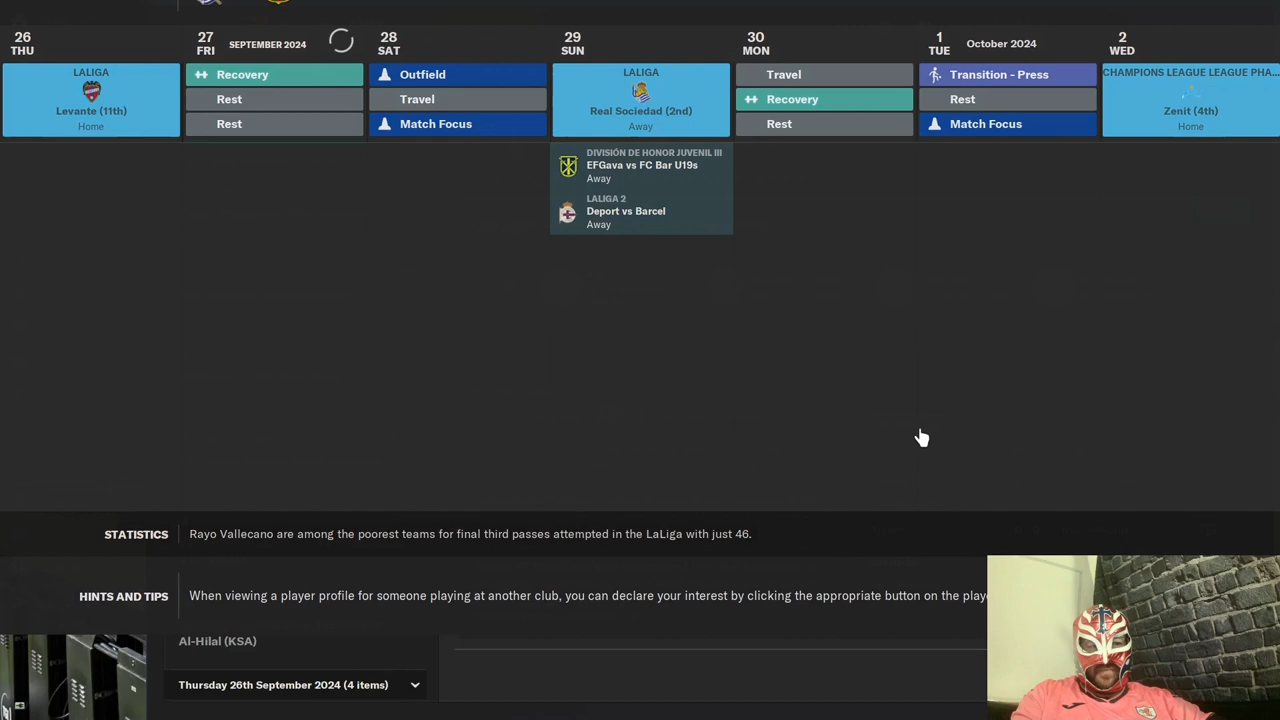 26
THU
27
FRI
SEPTEMBER 2024
28
SAT
29
SUN
30
MON
1
TUE
October 2024
2
WED
LALIGA
Levante (11th)
Home
Recovery
Rest
Rest
Outfield
Travel
Match Focus
LALIGA
Real Sociedad (2nd)
Away
Travel
Recovery
Rest
Transition - Press
Rest
Match Focus
CHAMPIONS LEAGUE LEAGUE PHA...
Zenit (4th)
Home
DIVISIÓN DE HONOR JUVENIL III
EFGava vs FC Bar U19s
Away
LALIGA 2
Deport vs Barcel
Away
STATISTICS
Rayo Vallecano are among the poorest teams for final third passes attempted in the LaLiga with just 46.
HINTS AND TIPS
When viewing a player profile for someone playing at another club, you can declare your interest by clicking the appropriate button on the
Al-Hilal (KSA)
Thursday 26th September 2024 (4 items)